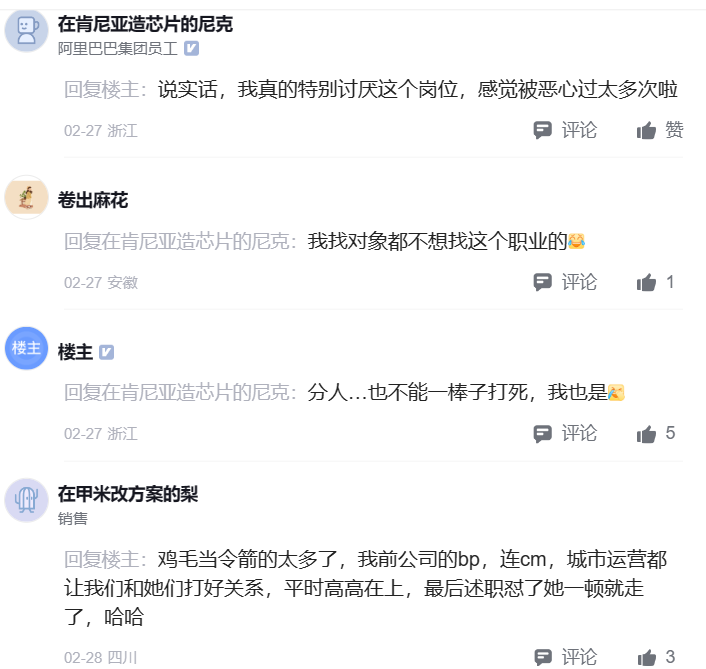 在肯尼亚造芯片的尼克
阿里巴巴集团员工
回复楼主：说实话，我真的特别讨厌这个岗位，感觉被恶心过太多次啦
02-27 浙江 评论 赞
卷出麻花
回复在肯尼亚造芯片的尼克：我找对象都不想找这个职业的😂
02-27 安徽 评论 1
楼主 楼主
回复在肯尼亚造芯片的尼克：分人…也不能一棒子打死，我也是
02-27 浙江 评论 5
在甲米改方案的梨
销售
回复楼主：鸡毛当令箭的太多了，我前公司的bp，连cm，城市运营都
让我们和她们打好关系，平时高高在上，最后述职怼了她一顿就走
了，哈哈
02-28 四川 评论 3